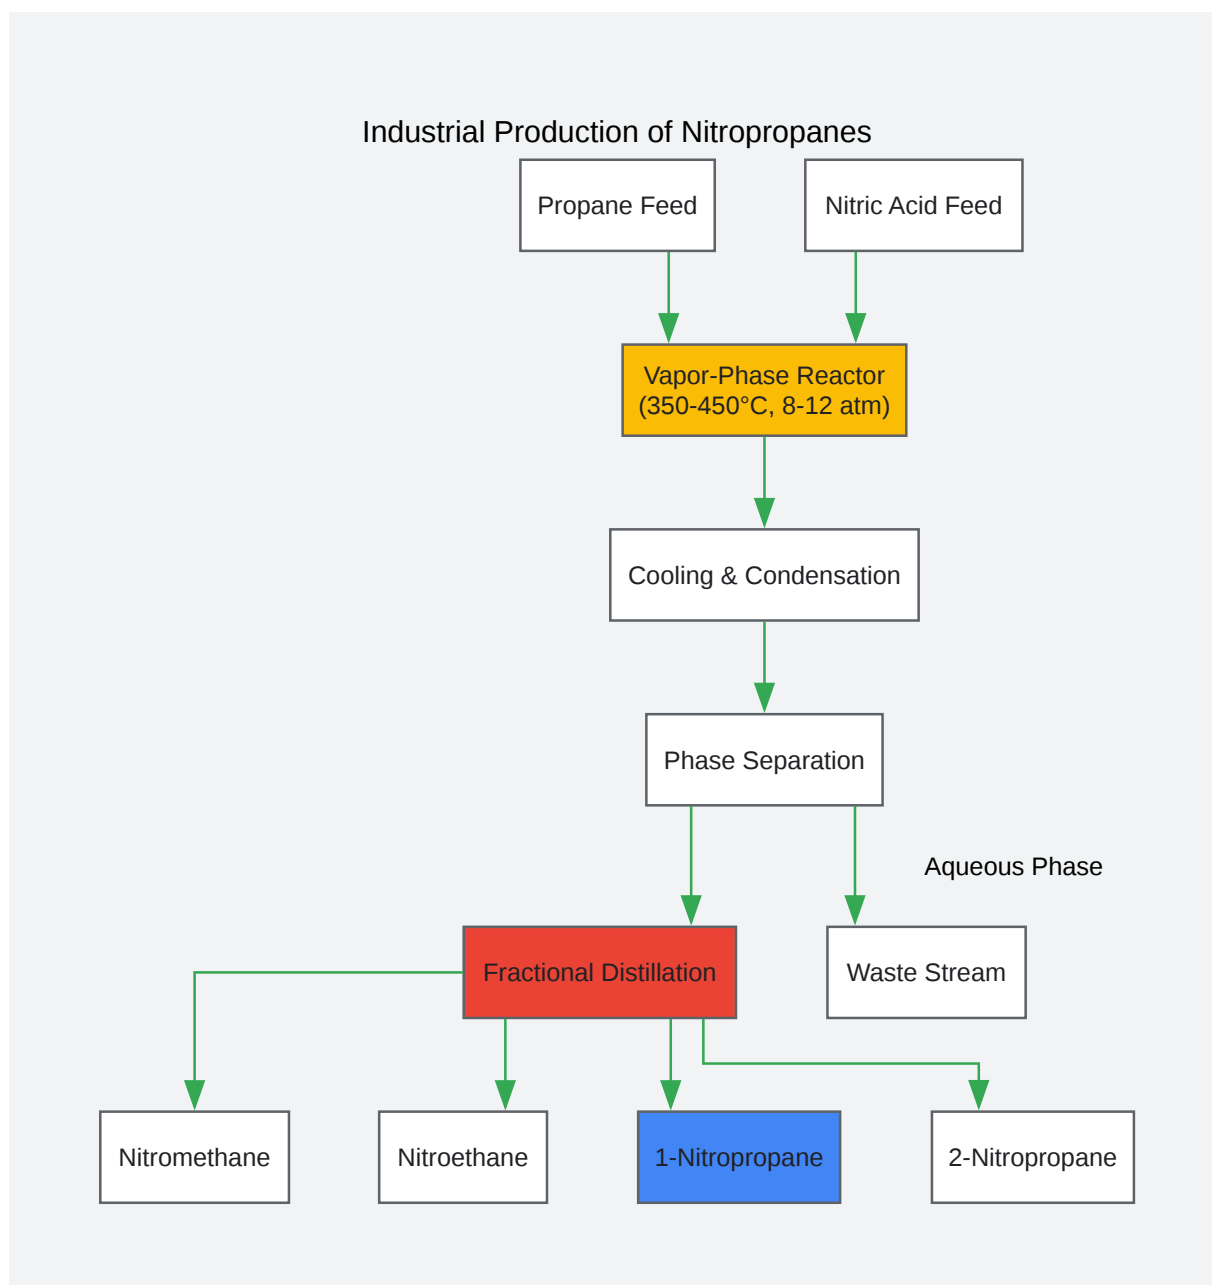 Industrial Production of Nitropropanes
Propane Feed
Nitric Acid Feed
Vapor-Phase Reactor
(350-450°C, 8-12 atm)
Cooling & Condensation
Phase Separation
Aqueous Phase
Fractional Distillation
Waste Stream
Nitromethane
Nitroethane
1-Nitropropane
2-Nitropropane